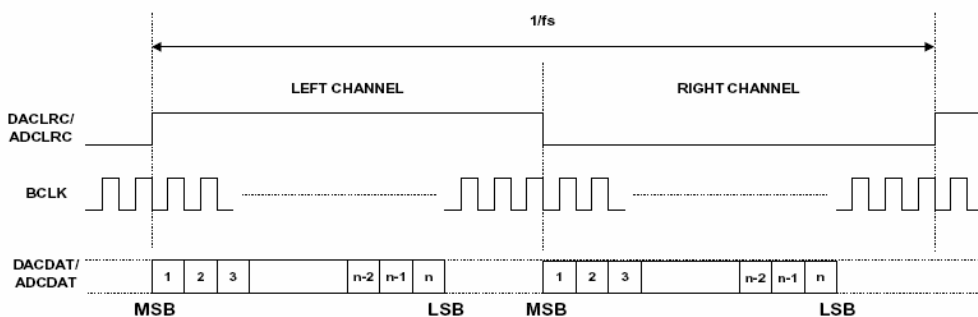 1/fs
LEFT CHANNEL RIGHT CHANNEL
DACLRC/
ADCLRC
BCLK
DACDAT/
ADCDAT
1 2 3 n-2 n-1 n 1 2 3 n-2 n-1 n
MSB LSB MSB LSB